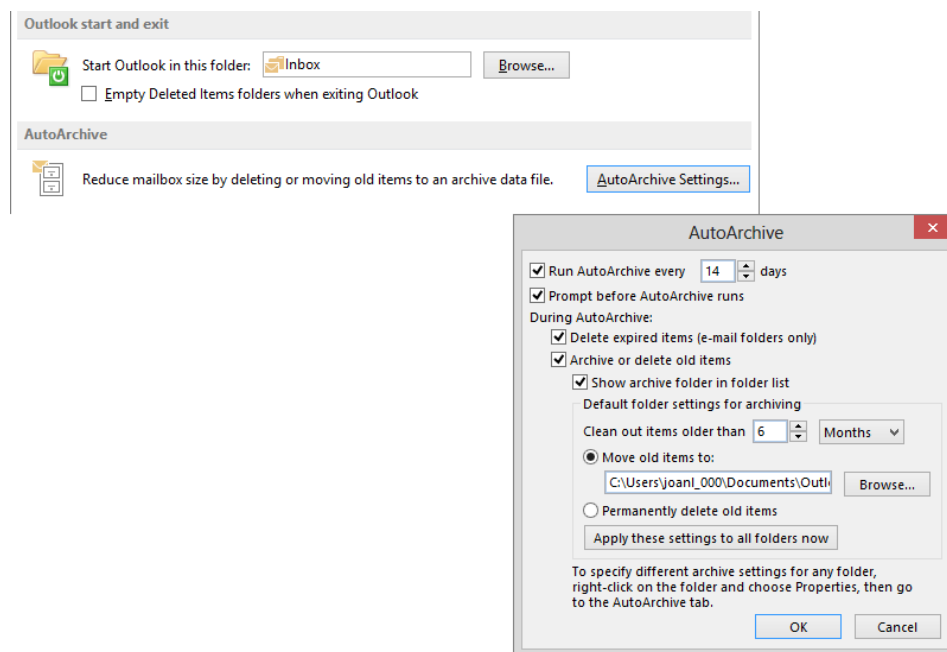 Outlook start and exit
Start Outlook in this folder: Inbox Browse...
Empty Deleted Items folders when exiting Outlook
AutoArchive
Reduce mailbox size by deleting or moving old items to an archive data file. AutoArchive Settings...
AutoArchive
Run AutoArchive every 14 days
Prompt before AutoArchive runs
During AutoArchive:
Delete expired items (e-mail folders only)
Archive or delete old items
Show archive folder in folder list
Default folder settings for archiving
Clean out items older than 6 Months
Move old items to:
C:\Users\joanl_000\Documents\Outl Browse...
Permanently delete old items
Apply these settings to all folders now
To specify different archive settings for any folder,
right-click on the folder and choose Properties, then go
to the AutoArchive tab.
OK Cancel